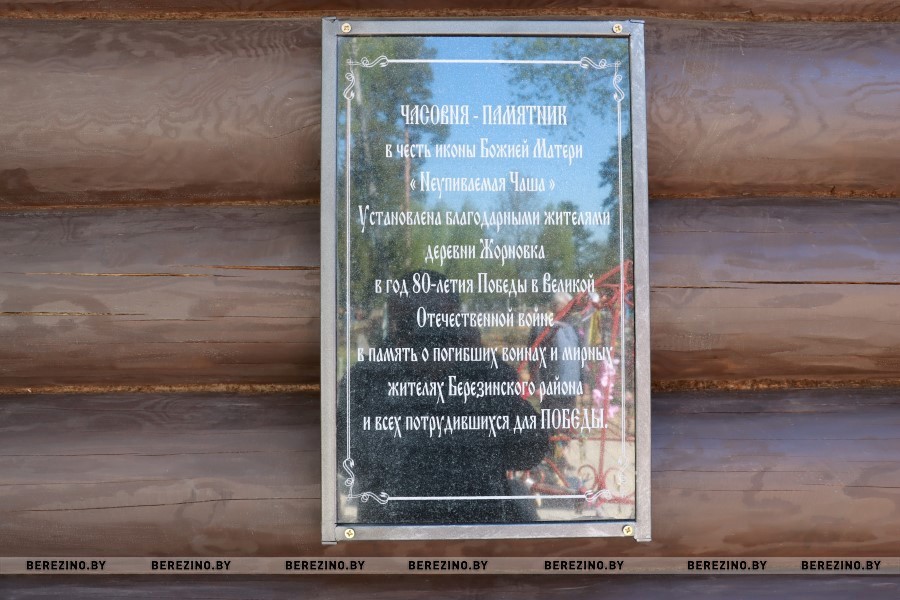 ЧАСОВНЯ - ПАМЯТНИК
в честь иконы Божией Матери
« Неупиваемая Чаша »
Установлена благодарными жителями
деревни Жорновка
в год 80-летия Победы в Великой
Отечественной войне
в память о погибших воинах и мирных
жителях Березинского района
и всех потрудившихся для ПОБЕДЫ.
BEREZINO.BY BEREZINO.BY BEREZINO.BY BEREZINO.BY BEREZINO.BY BEREZINO.BY BEREZINO.BY